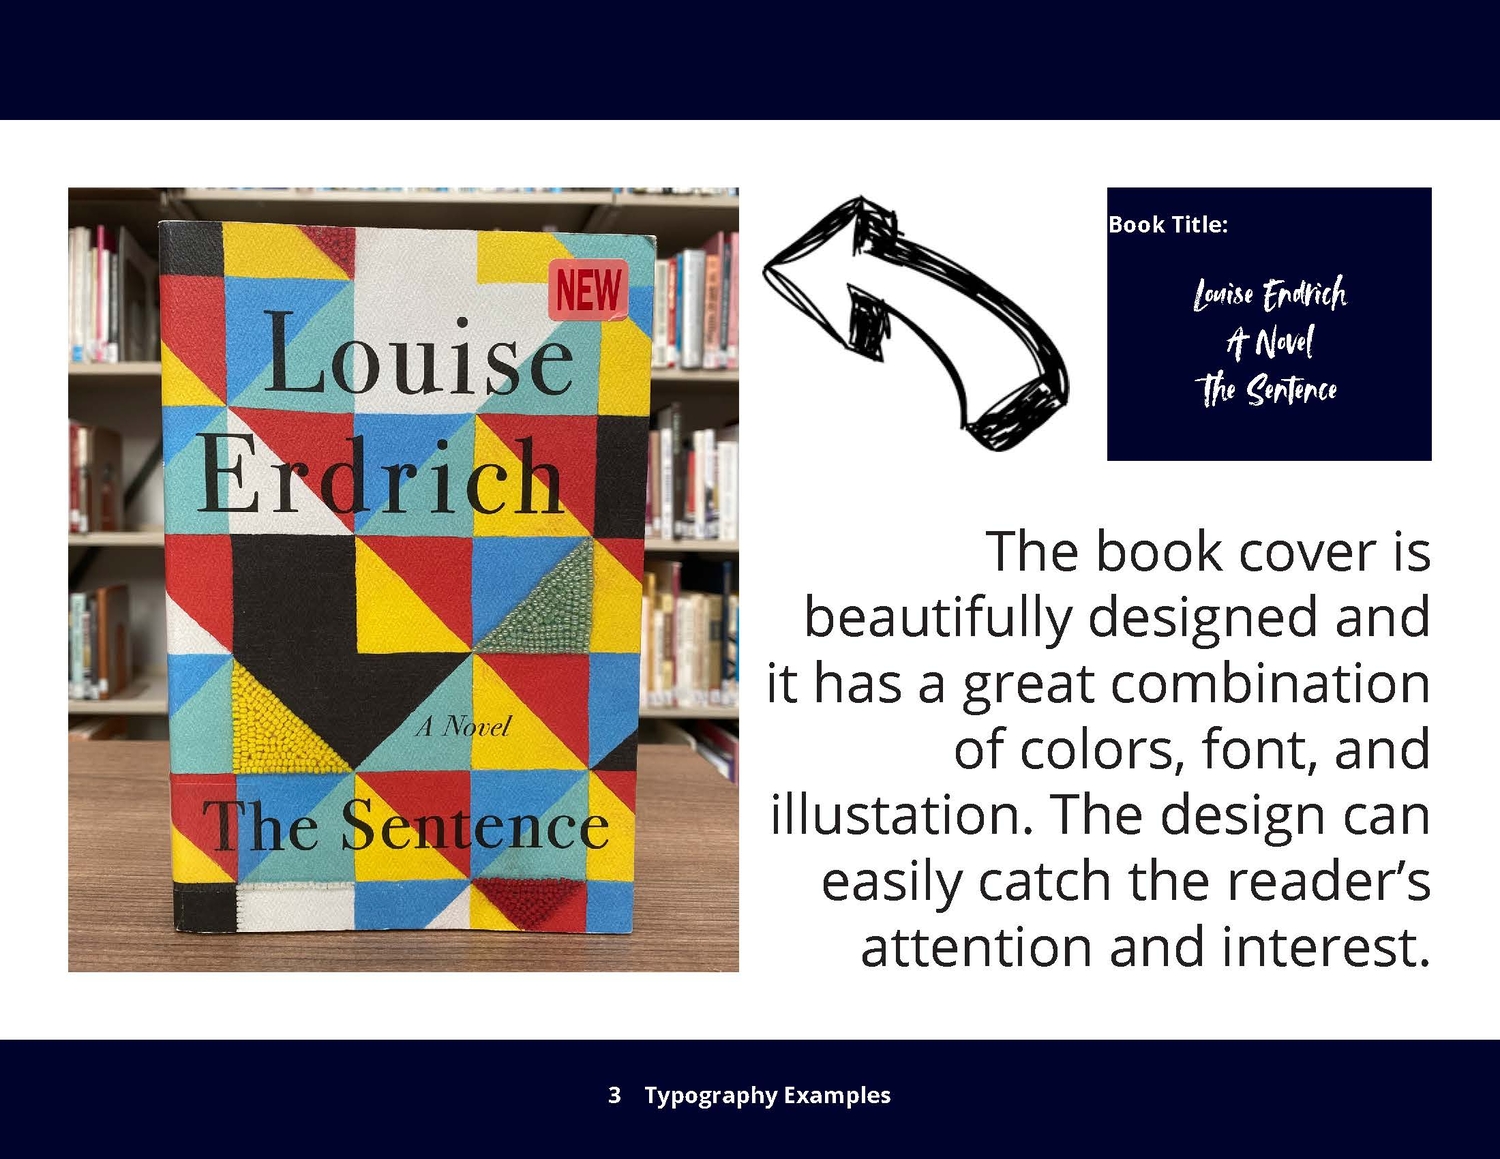 NEW
Louise
Erdrich
A Novel
The Sentence
Book Title:
Louise Erdrich
A Novel
The Sentence
The book cover is
beautifully designed and
it has a great combination
of colors, font, and
illustation. The design can
easily catch the reader’s
attention and interest.
3 Typography Examples